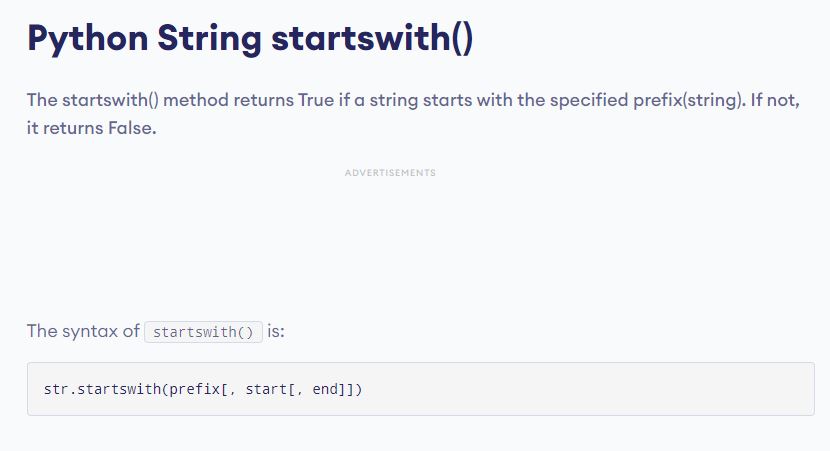 Python String startswith()
The startswith() method returns True if a string starts with the specified prefix(string). If not,
it returns False.
ADVERTISEMENTS
The syntax of startswith() is:
str.startswith(prefix[, start[, end]])